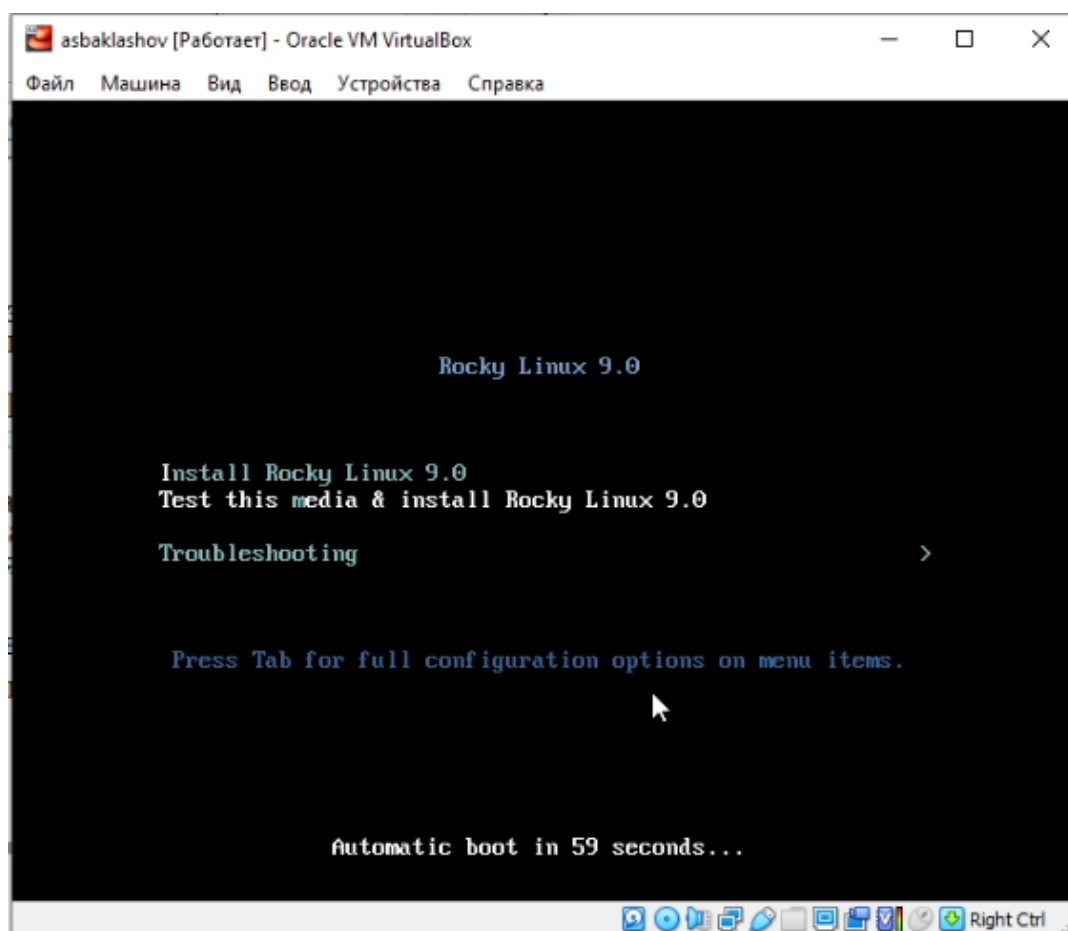 asbaklashov [Работает] - Oracle VM VirtualBox
Файл Машина Вид Ввод Устройства Справка
Rocky Linux 9.0
Install Rocky Linux 9.0
Test this media & install Rocky Linux 9.0
Troubleshooting >
Press Tab for full configuration options on menu items.
Automatic boot in 59 seconds...
Right Ctrl